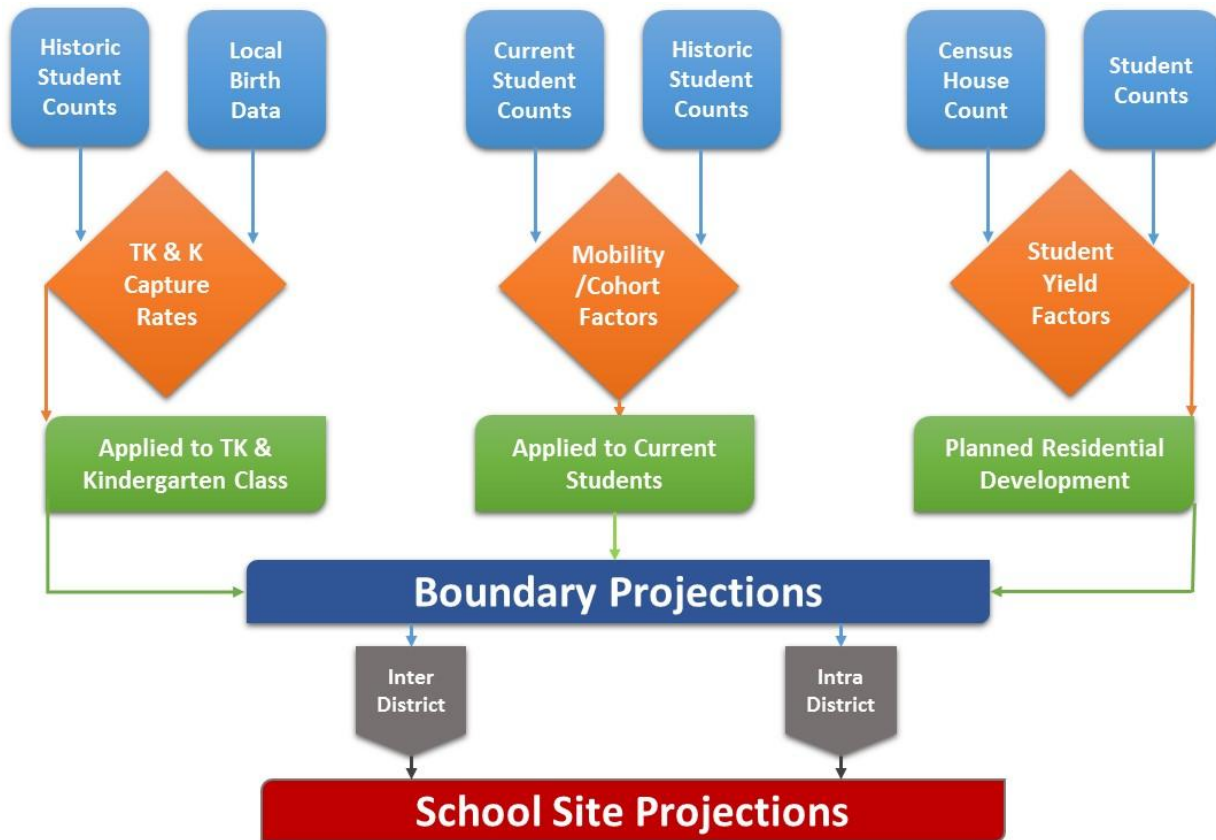 Historic
Student
Counts
Local
Birth
Data
Current
Student
Counts
Historic
Student
Counts
Census
House
Count
Student
Counts
TK & K
Capture
Rates
Mobility
/Cohort
Factors
Student
Yield
Factors
Applied to TK &
Kindergarten Class
Applied to Current
Students
Planned Residential
Development
Boundary Projections
Inter
District
Intra
District
School Site Projections